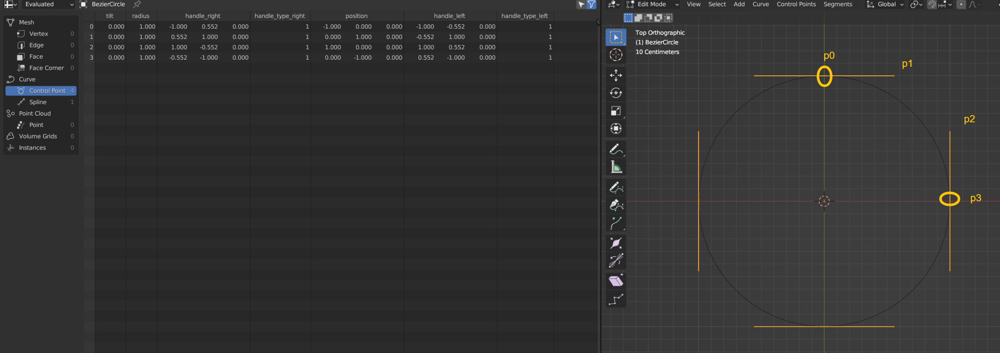 Evaluated BezierCircle
Mesh
Vertex 0
Edge 0
Face 0
Face Corner 0
Curve
Control Point 4
Spline 1
Point Cloud
Point 0
Volume Grids 0
Instances 0
tilt radius handle_right handle_type_right position handle_left handle_type_left
0 0.000 1.000 -1.000 0.552 0.000 1 -1.000 0.000 0.000 -1.000 -0.552 0.000 1
1 0.000 1.000 0.552 1.000 0.000 1 0.000 1.000 0.000 -0.552 1.000 0.000 1
2 0.000 1.000 1.000 -0.552 0.000 1 1.000 0.000 0.000 1.000 0.552 0.000 1
3 0.000 1.000 -0.552 -1.000 0.000 1 0.000 -1.000 0.000 0.552 -1.000 0.000 1
Edit Mode View Select Add Curve Control Points Segments Global
Top Orthographic
(1) BezierCircle
10 Centimeters
p0
p1
p2
p3